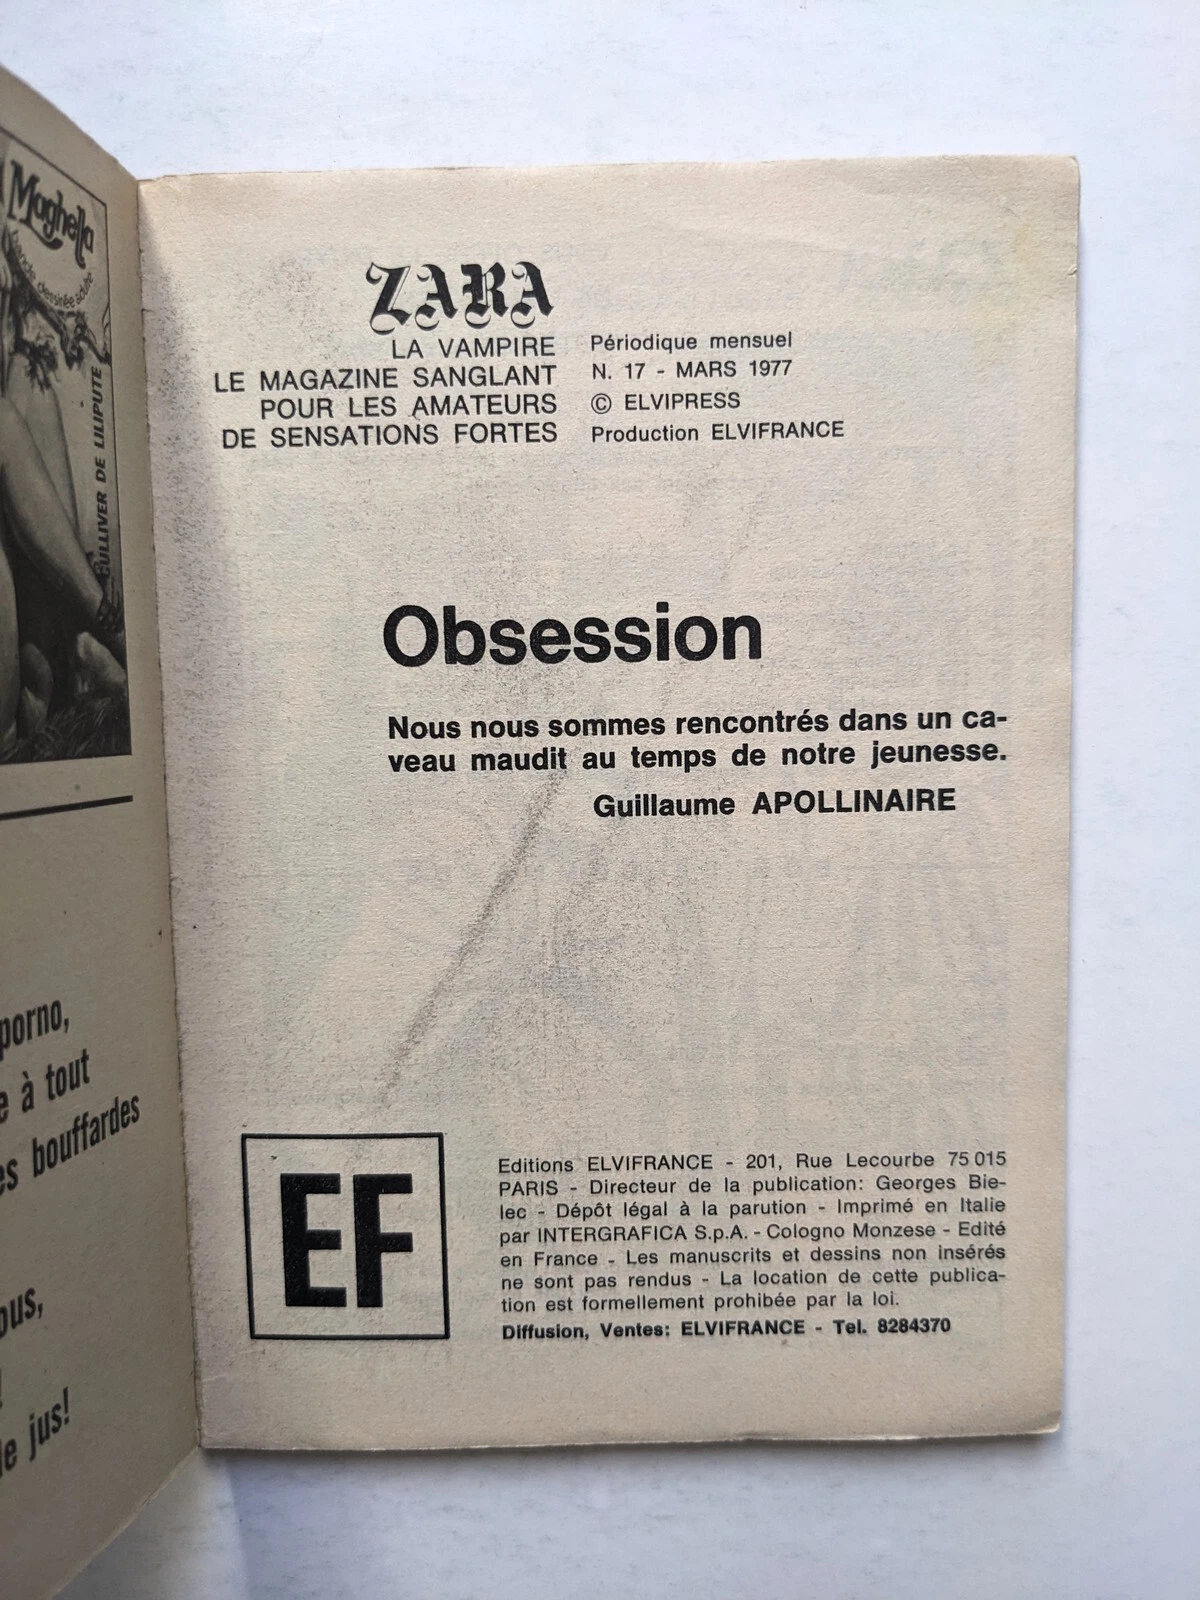 Maghella
GULLIVER DE LILIPUTE
porno,
e à tout
es bouffardes
ous,
!
le jus!
ZARA
LA VAMPIRE
LE MAGAZINE SANGLANT
POUR LES AMATEURS
DE SENSATIONS FORTES
Périodique mensuel
N. 17 - MARS 1977
© ELVIPRESS
Production ELVIFRANCE
Obsession
Nous nous sommes rencontrés dans un ca-
veau maudit au temps de notre jeunesse.
Guillaume APOLLINAIRE
EF
Editions ELVIFRANCE - 201, Rue Lecourbe 75 015
PARIS - Directeur de la publication: Georges Bie-
lec - Dépôt légal à la parution - Imprimé en Italie
par INTERGRAFICA S.p.A. - Cologno Monzese - Edité
en France - Les manuscrits et dessins non insérés
ne sont pas rendus - La location de cette publica-
tion est formellement prohibée par la loi.
Diffusion, Ventes: ELVIFRANCE - Tel. 8284370